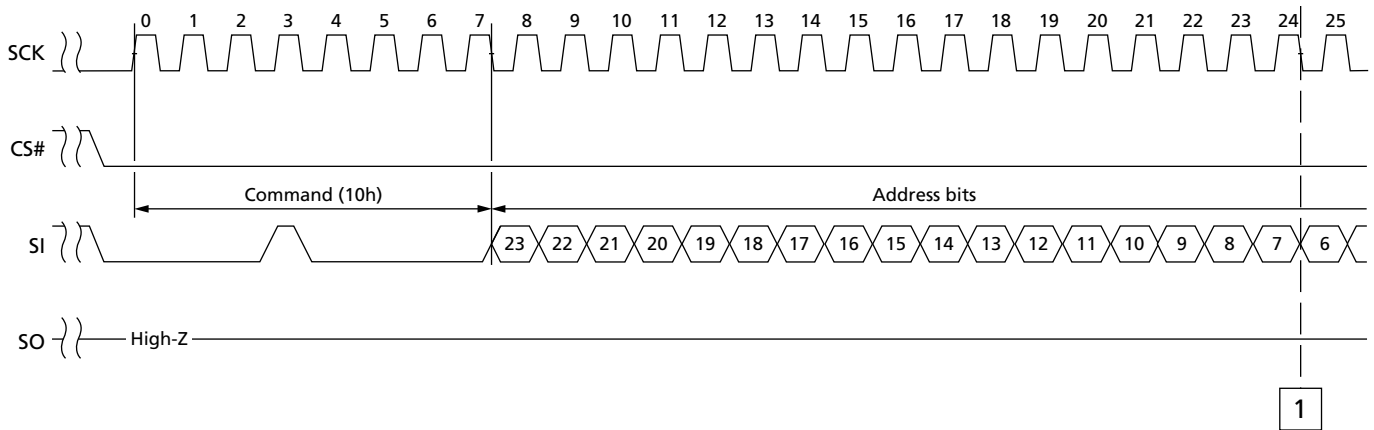 0 1 2 3 4 5 6 7 8 9 10 11 12 13 14 15 16 17 18 19 20 21 22 23 24 25
SCK
CS#
Command (10h) Address bits
SI 23 22 21 20 19 18 17 16 15 14 13 12 11 10 9 8 7 6
SO High-Z
1